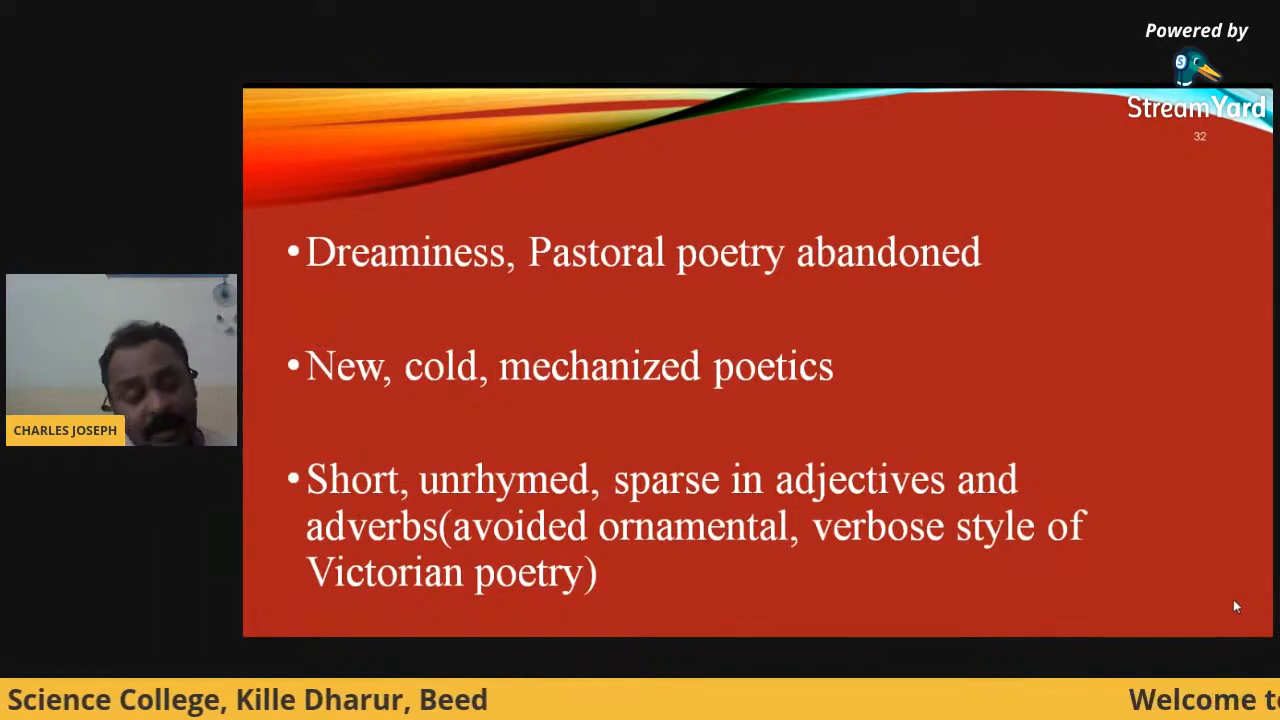 Powered by
StreamYard
32
•Dreaminess, Pastoral poetry abandoned
•New, cold, mechanized poetics
•Short, unrhymed, sparse in adjectives and
adverbs(avoided ornamental, verbose style of
Victorian poetry)
CHARLES JOSEPH
Science College, Kille Dharur, Beed
Welcome